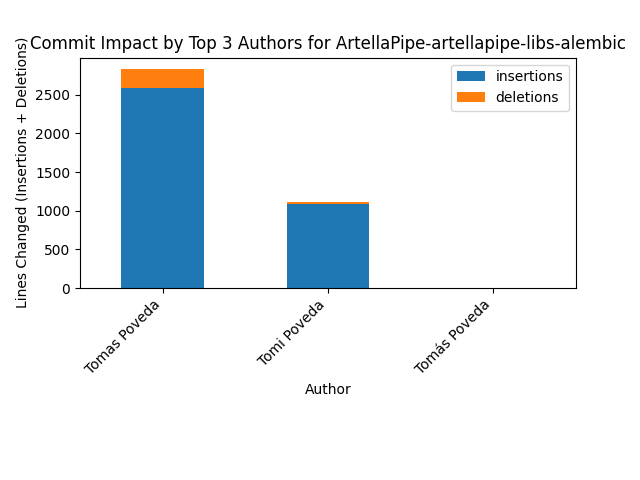 Commit Impact by Top 3 Authors for ArtellaPipe-artellapipe-libs-alembic
insertions
deletions
Lines Changed (Insertions + Deletions)
2500
2000
1500
1000
500
0
Tomas Poveda
Tomi Poveda
Tomás Poveda
Author